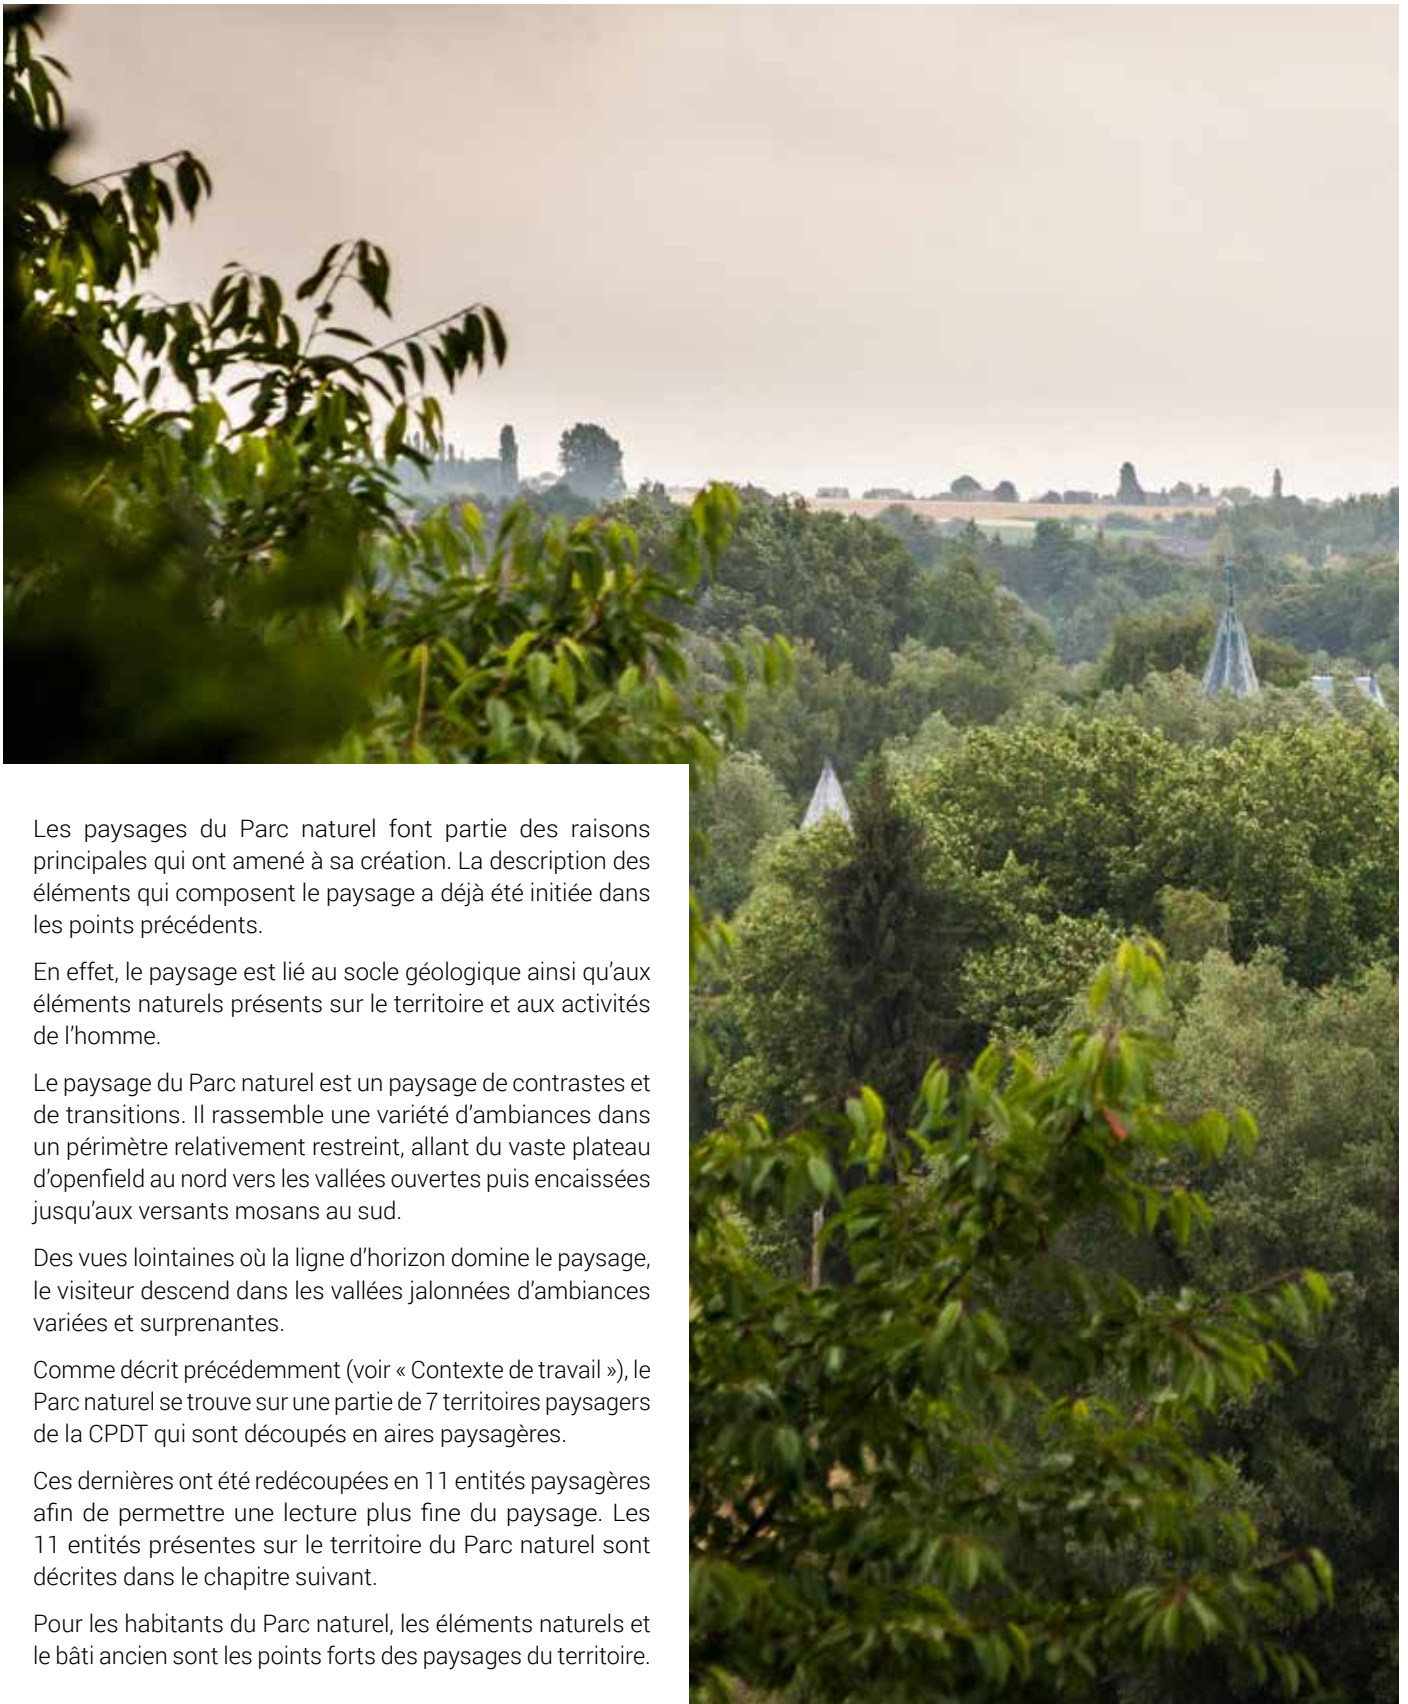 Les paysages du Parc naturel font partie des raisons
principales qui ont amené à sa création. La description des
éléments qui composent le paysage a déjà été initiée dans
les points précédents.
En effet, le paysage est lié au socle géologique ainsi qu'aux
éléments naturels présents sur le territoire et aux activités
de l'homme.
Le paysage du Parc naturel est un paysage de contrastes et
de transitions. Il rassemble une variété d'ambiances dans
un périmètre relativement restreint, allant du vaste plateau
d'openfield au nord vers les vallées ouvertes puis encaissées
jusqu'aux versants mosans au sud.
Des vues lointaines où la ligne d'horizon domine le paysage,
le visiteur descend dans les vallées jalonnées d'ambiances
variées et surprenantes.
Comme décrit précédemment (voir « Contexte de travail »), le
Parc naturel se trouve sur une partie de 7 territoires paysagers
de la CPDT qui sont découpés en aires paysagères.
Ces dernières ont été redécoupées en 11 entités paysagères
afin de permettre une lecture plus fine du paysage. Les
11 entités présentes sur le territoire du Parc naturel sont
décrites dans le chapitre suivant.
Pour les habitants du Parc naturel, les éléments naturels et
le bâti ancien sont les points forts des paysages du territoire.